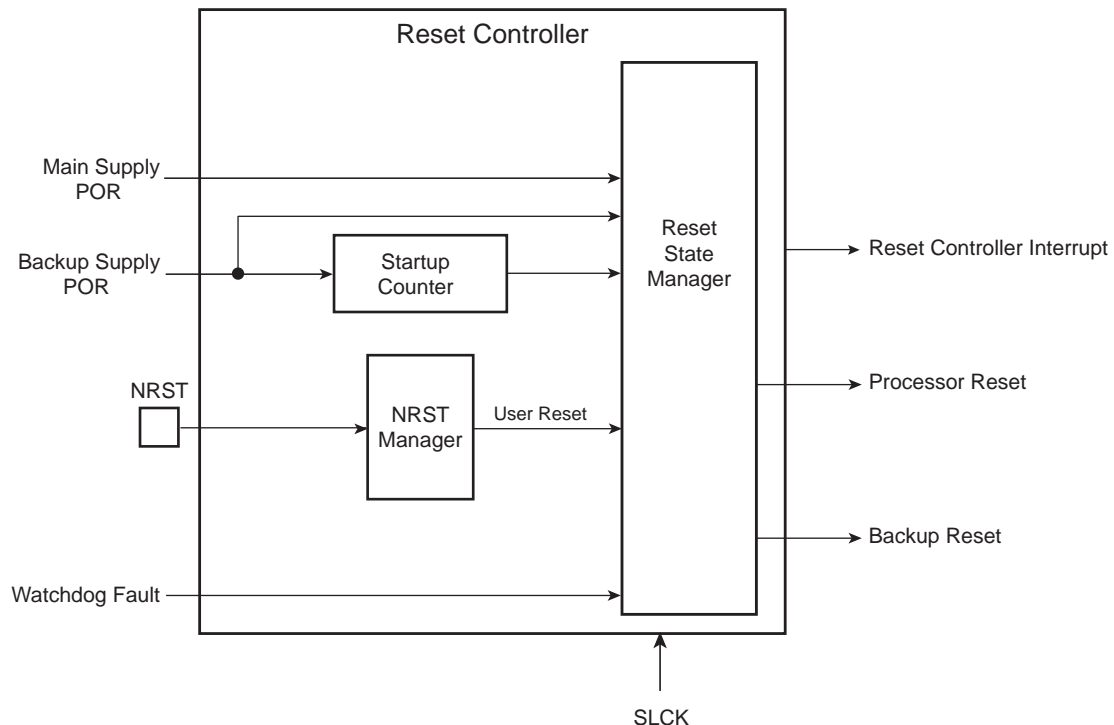 Reset Controller
Main Supply
POR
Backup Supply
POR
Startup
Counter
Reset
State
Manager
Reset Controller Interrupt
NRST
NRST
Manager
User Reset
Processor Reset
Backup Reset
Watchdog Fault
SLCK